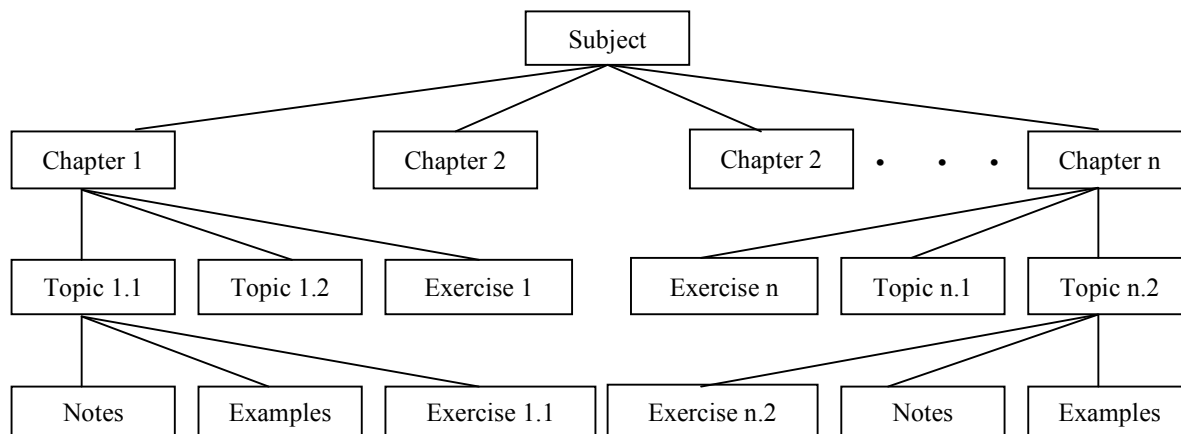 Subject
Chapter 1
Chapter 2
Chapter 2
. . .
Chapter n
Topic 1.1
Topic 1.2
Exercise 1
Exercise n
Topic n.1
Topic n.2
Notes
Examples
Exercise 1.1
Exercise n.2
Notes
Examples